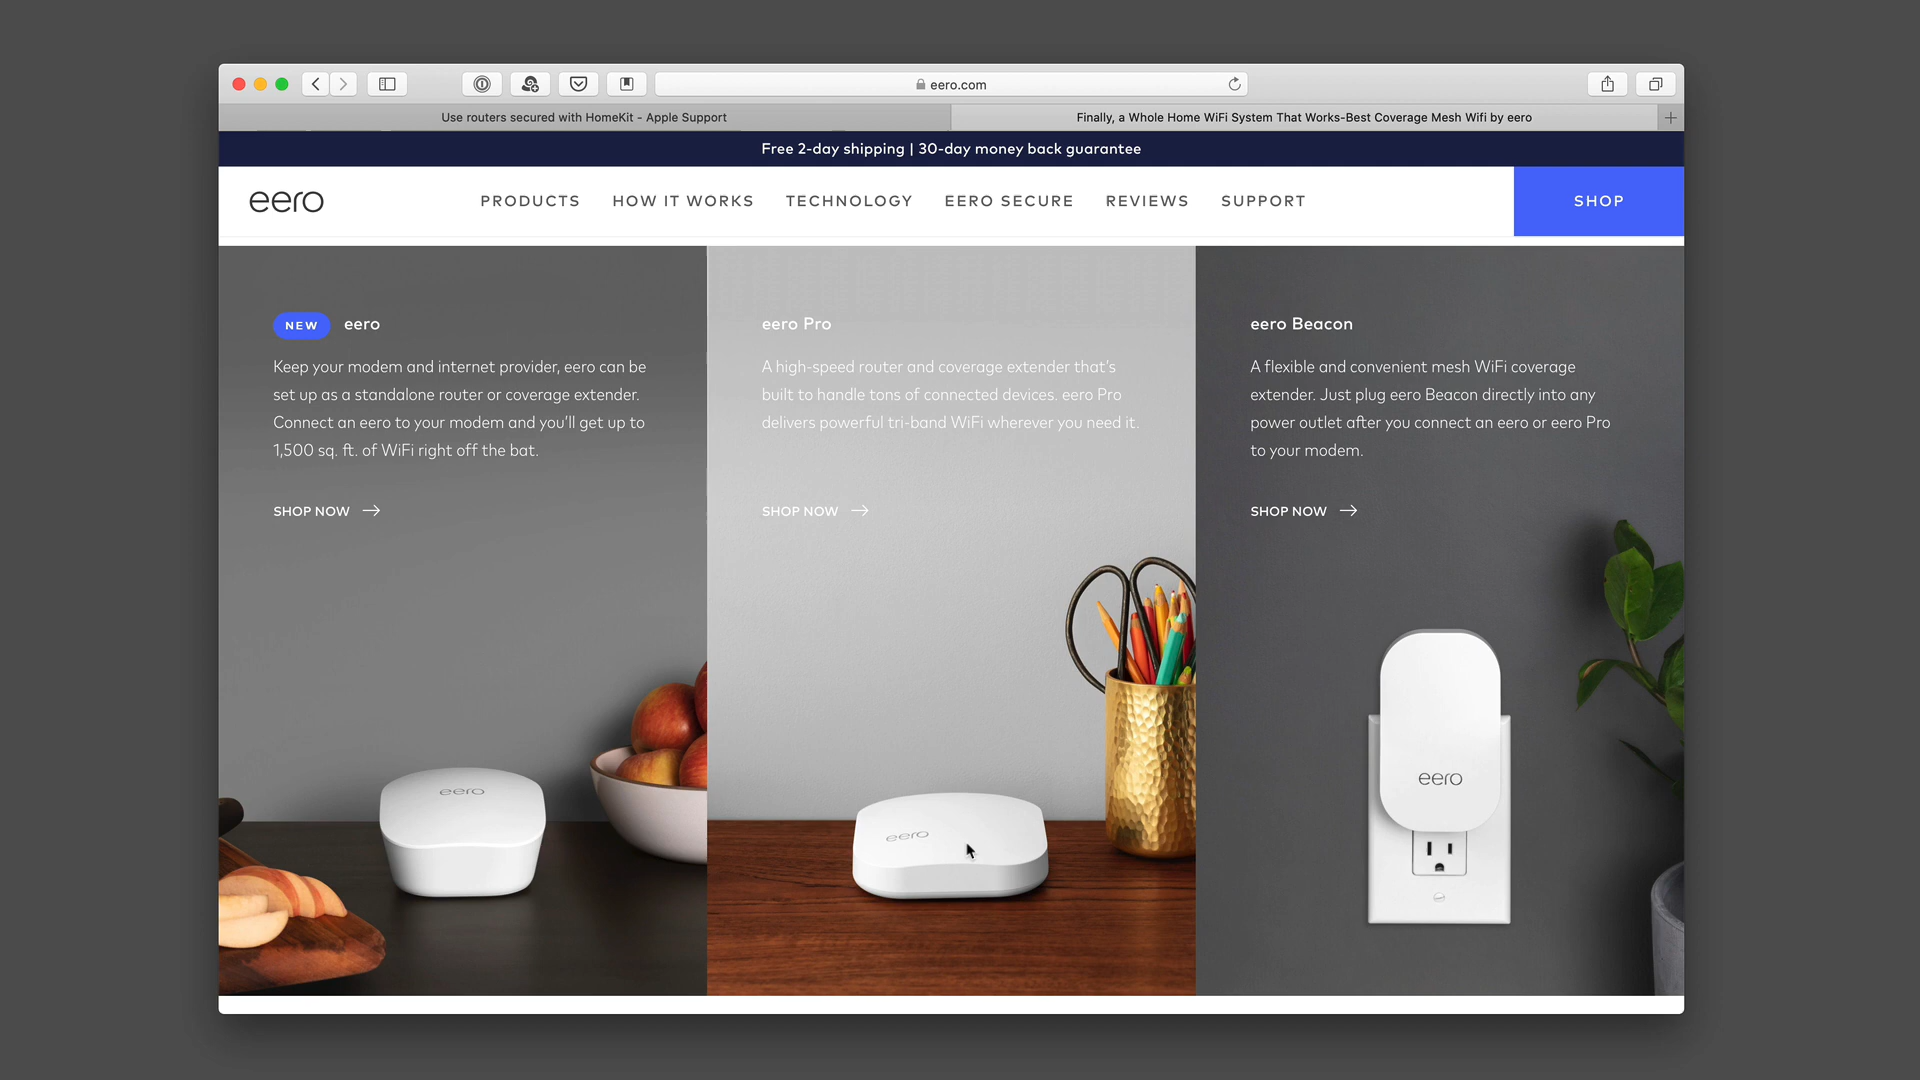 eero.com
Use routers secured with HomeKit - Apple Support
Finally, a Whole Home WiFi System That Works-Best Coverage Mesh Wifi by eero
Free 2-day shipping | 30-day money back guarantee
eero
PRODUCTS
HOW IT WORKS
TECHNOLOGY
EERO SECURE
REVIEWS
SUPPORT
SHOP
NEW eero
Keep your modem and internet provider, eero can be
set up as a standalone router or coverage extender.
Connect an eero to your modem and you’ll get up to
1,500 sq. ft. of WiFi right off the bat.
SHOP NOW
eero
eero Pro
A high-speed router and coverage extender that's
built to handle tons of connected devices. eero Pro
delivers powerful tri-band WiFi wherever you need it.
SHOP NOW
eero
eero Beacon
A flexible and convenient mesh WiFi coverage
extender. Just plug eero Beacon directly into any
power outlet after you connect an eero or eero Pro
to your modem.
SHOP NOW
eero